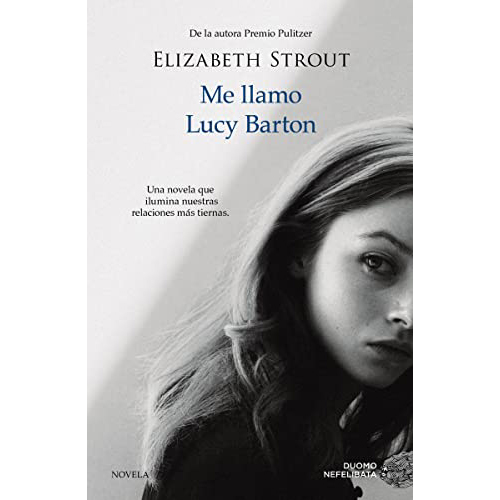 De la autora Premio Pulitzer
ELIZABETH STROUT
Me llamo
Lucy Barton
Una novela que
ilumina nuestras
relaciones más tiernas.
NOVELA
DUOMO
NEFELIBATA